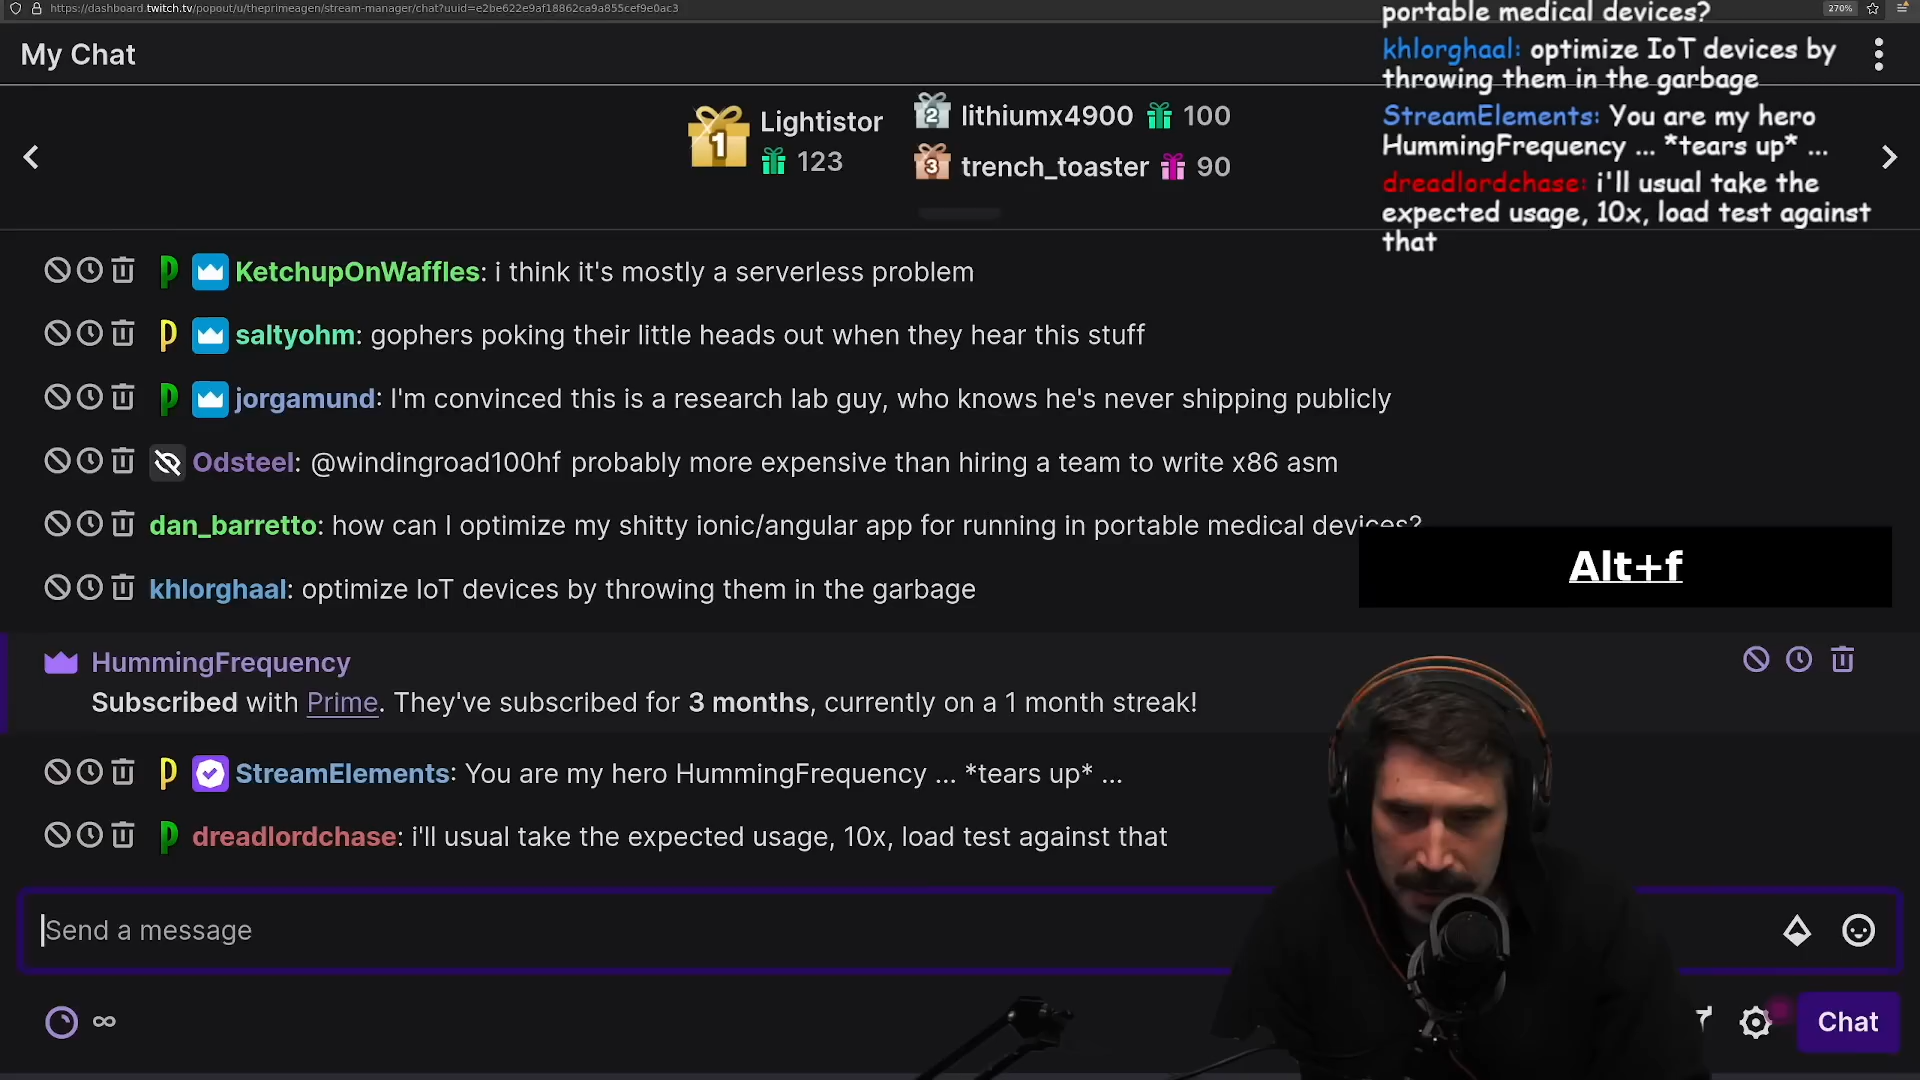 https://dashboard.twitch.tv/popout/u/theprimeagen/stream-manager/chat?uuid=e2be622e9af18862ca9a855cef9e0ac3
270%
My Chat
portable medical devices?
khlorghaal: optimize IoT devices by
throwing them in the garbage
StreamElements: You are my hero
HummingFrequency ... *tears up* ...
dreadlordchase: i'll usual take the
expected usage, 10x, load test against
that
1
Lightistor
123
2
lithiumx4900
100
3
trench_toaster
90
KetchupOnWaffles: i think it's mostly a serverless problem
saltyohm: gophers poking their little heads out when they hear this stuff
jorgamund: I'm convinced this is a research lab guy, who knows he's never shipping publicly
Odsteel: @windingroad100hf probably more expensive than hiring a team to write x86 asm
dan_barretto: how can I optimize my shitty ionic/angular app for running in portable medical devices?
khlorghaal: optimize IoT devices by throwing them in the garbage
Alt+f
HummingFrequency
Subscribed with Prime. They've subscribed for 3 months, currently on a 1 month streak!
StreamElements: You are my hero HummingFrequency ... *tears up* ...
dreadlordchase: i'll usual take the expected usage, 10x, load test against that
Send a message
∞
Chat